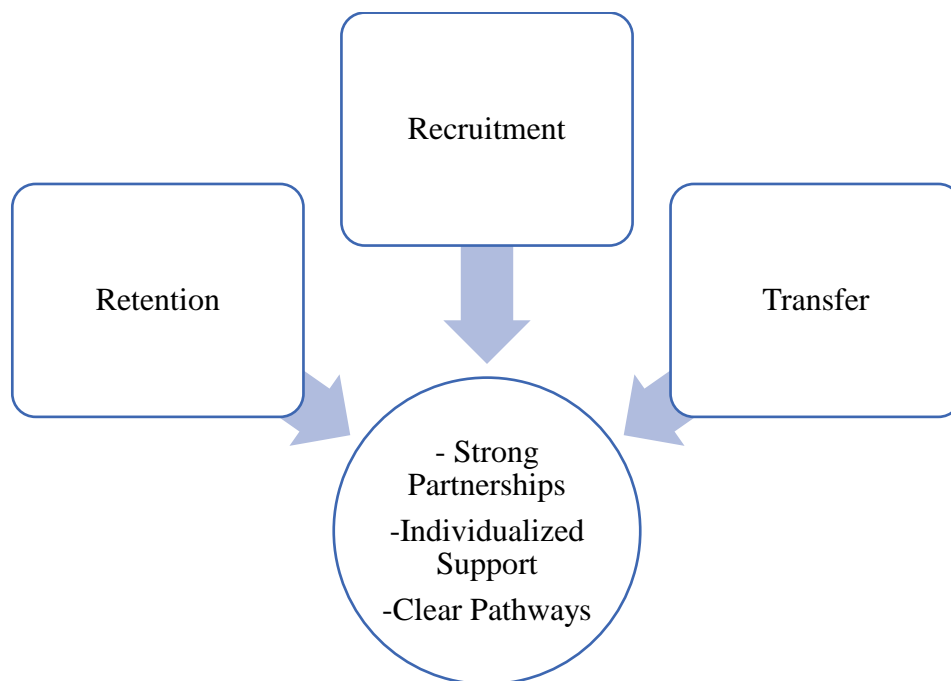 Recruitment
Retention
Transfer
- Strong
Partnerships
-Individualized
Support
-Clear Pathways